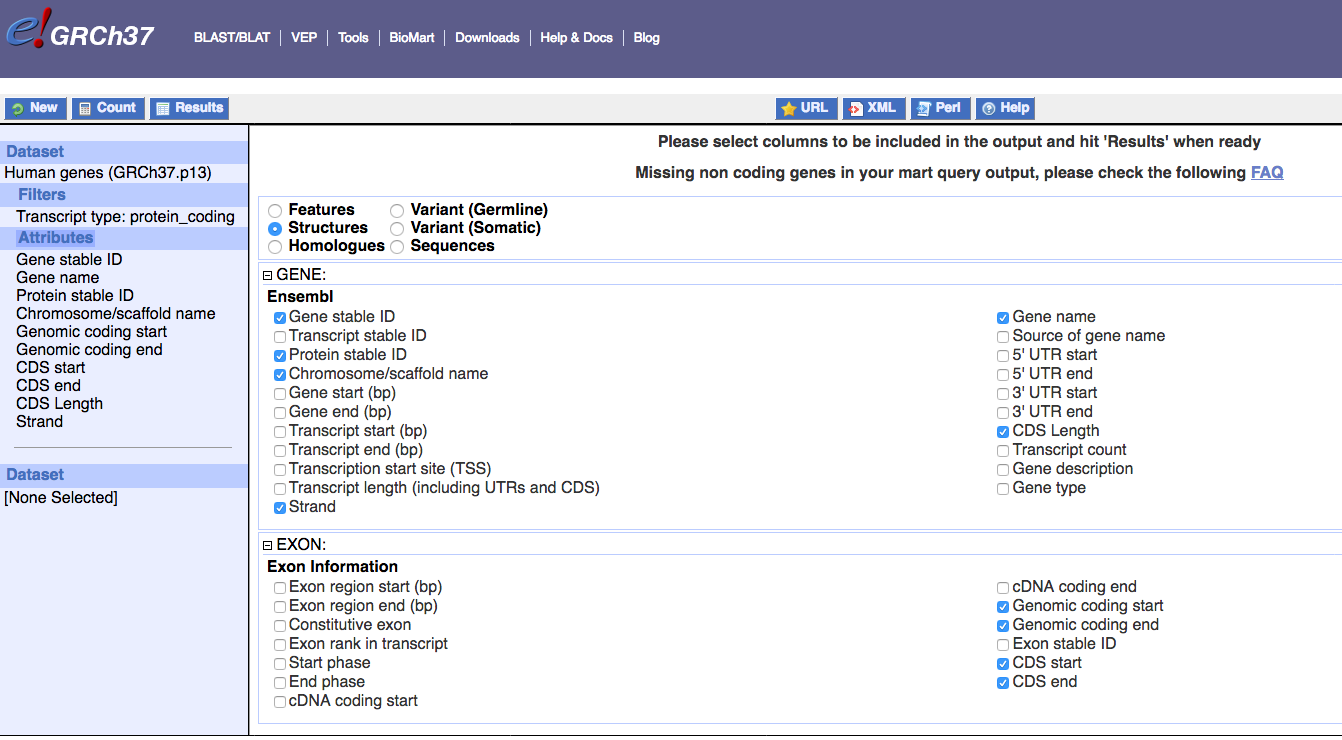 e! GRCh37 BLAST/BLAT VEP Tools BioMart Downloads Help & Docs Blog
New Count Results URL XML Perl Help
Dataset
Human genes (GRCh37.p13)
Filters
Transcript type: protein_coding
Attributes
Gene stable ID
Gene name
Protein stable ID
Chromosome/scaffold name
Genomic coding start
Genomic coding end
CDS start
CDS end
CDS Length
Strand
Dataset
[None Selected]
Please select columns to be included in the output and hit 'Results' when ready
Missing non coding genes in your mart query output, please check the following FAQ
Features Variant (Germline)
Structures Variant (Somatic)
Homologues Sequences
GENE:
Ensembl
Gene stable ID
Transcript stable ID
Protein stable ID
Chromosome/scaffold name
Gene start (bp)
Gene end (bp)
Transcript start (bp)
Transcript end (bp)
Transcription start site (TSS)
Transcript length (including UTRs and CDS)
Strand
Gene name
Source of gene name
5' UTR start
5' UTR end
3' UTR start
3' UTR end
CDS Length
Transcript count
Gene description
Gene type
EXON:
Exon Information
Exon region start (bp)
Exon region end (bp)
Constitutive exon
Exon rank in transcript
Start phase
End phase
cDNA coding start
cDNA coding end
Genomic coding start
Genomic coding end
Exon stable ID
CDS start
CDS end